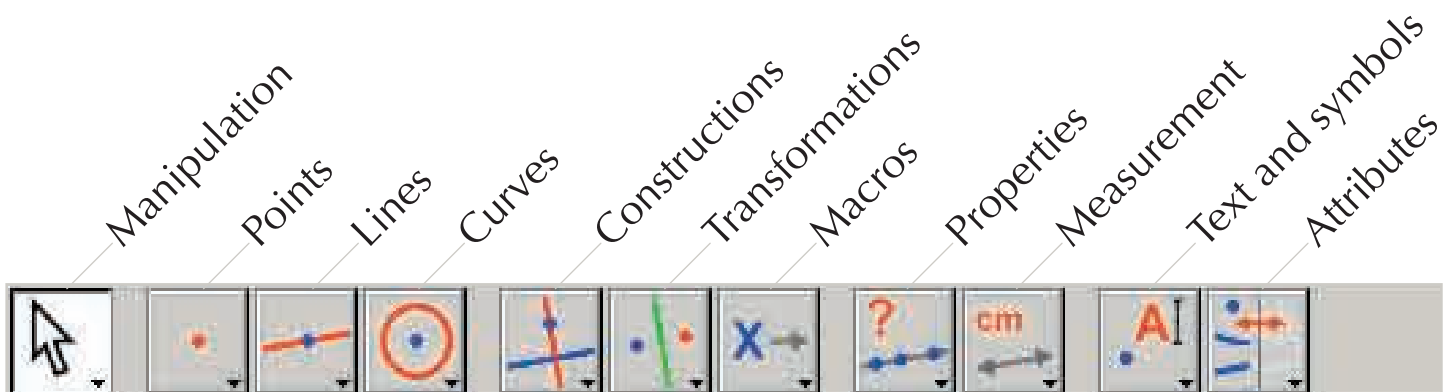 Manipulation
Points
Lines
Curves
Constructions
Transformations
Macros
Properties
Measurement
Text and symbols
Attributes
X
?
cm
A